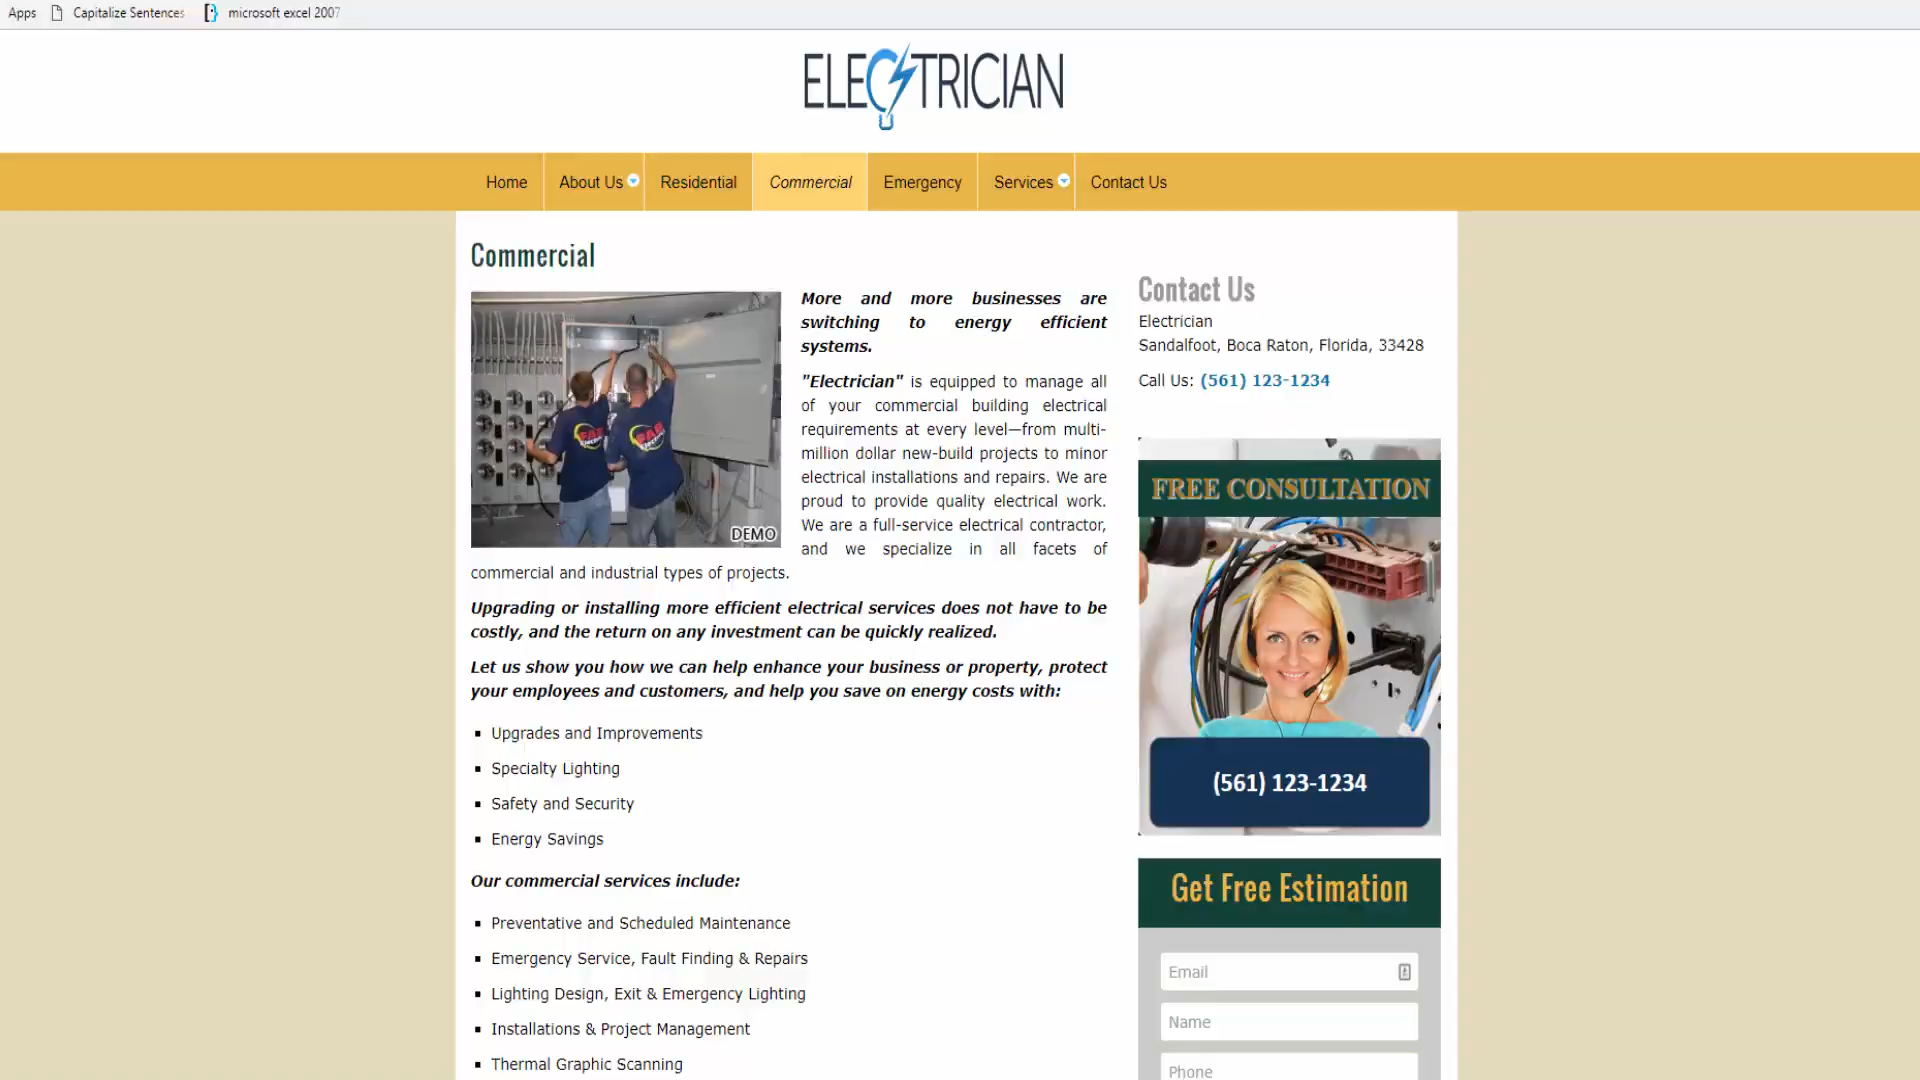 Apps Capitalize Sentences microsoft excel 2007
ELECTRICIAN
Home About Us Residential Commercial Emergency Services Contact Us
Commercial
More and more businesses are
switching to energy efficient
systems.
"Electrician" is equipped to manage all
of your commercial building electrical
requirements at every level—from multi-
million dollar new-build projects to minor
electrical installations and repairs. We are
proud to provide quality electrical work.
We are a full-service electrical contractor,
and we specialize in all facets of
commercial and industrial types of projects.
DEMO
Upgrading or installing more efficient electrical services does not have to be
costly, and the return on any investment can be quickly realized.
Let us show you how we can help enhance your business or property, protect
your employees and customers, and help you save on energy costs with:
Upgrades and Improvements
Specialty Lighting
Safety and Security
Energy Savings
Our commercial services include:
Preventative and Scheduled Maintenance
Emergency Service, Fault Finding & Repairs
Lighting Design, Exit & Emergency Lighting
Installations & Project Management
Thermal Graphic Scanning
Contact Us
Electrician
Sandalfoot, Boca Raton, Florida, 33428
Call Us: (561) 123-1234
FREE CONSULTATION
(561) 123-1234
Get Free Estimation
Email
Name
Phone